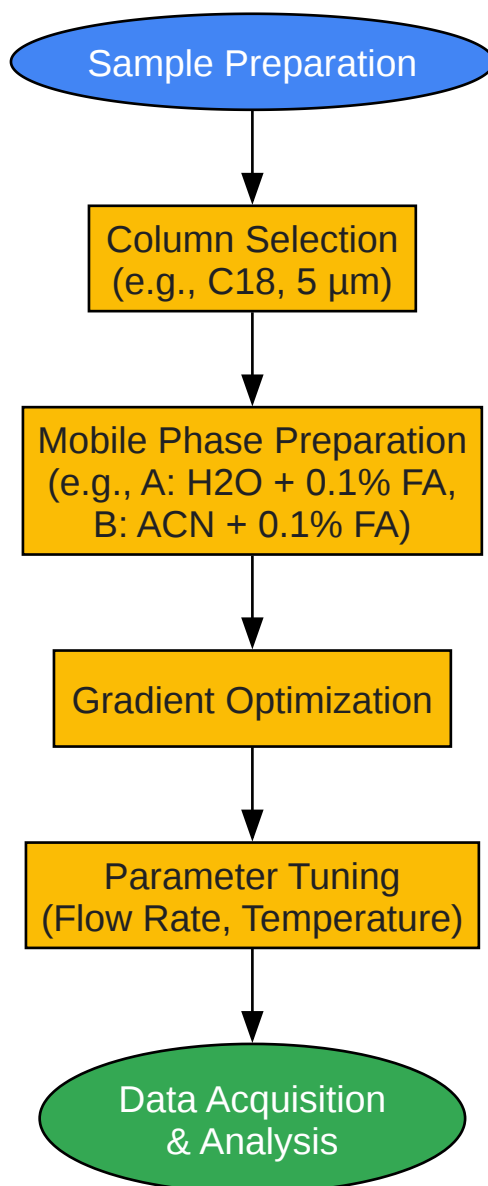 Sample Preparation
Column Selection
(e.g., C18, 5 µm)
Mobile Phase Preparation
(e.g., A: H2O + 0.1% FA,
B: ACN + 0.1% FA)
Gradient Optimization
Parameter Tuning
(Flow Rate, Temperature)
Data Acquisition
& Analysis